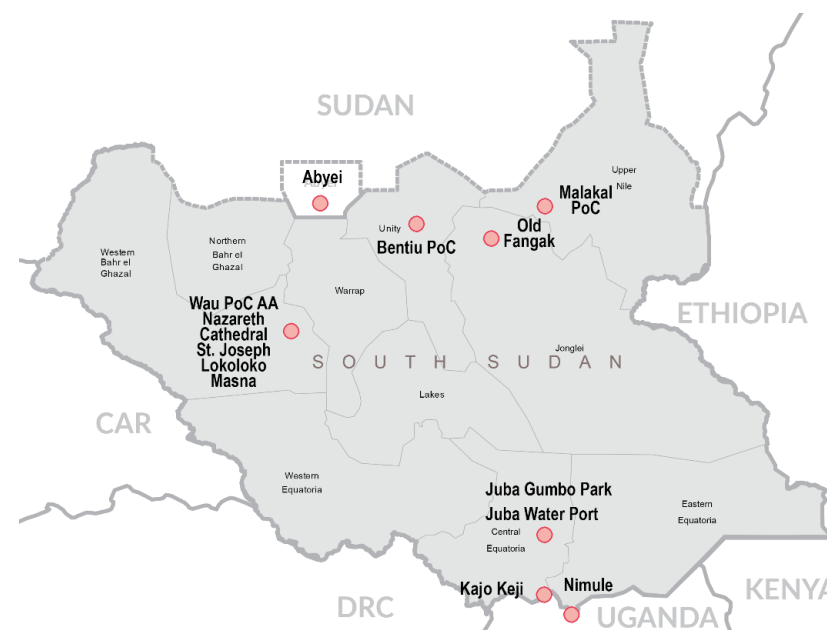 SUDAN
Abyei
Upper
Nile
Malakal
PoC
Unity
Old
Fangak
Bentiu PoC
Northern
Bahr el
Ghazal
Western
Bahr el
Ghazal
Warrap
Wau PoC AA
Nazareth
Cathedral
St. Joseph
Lokoloko
Masna
ETHIOPIA
Jonglei
SOUTH SUDAN
Lakes
CAR
Western
Equatoria
Juba Gumbo Park
Juba Water Port
Central
Equatoria
Eastern
Equatoria
Kajo Keji
Nimule
DRC
UGANDA
KENYA